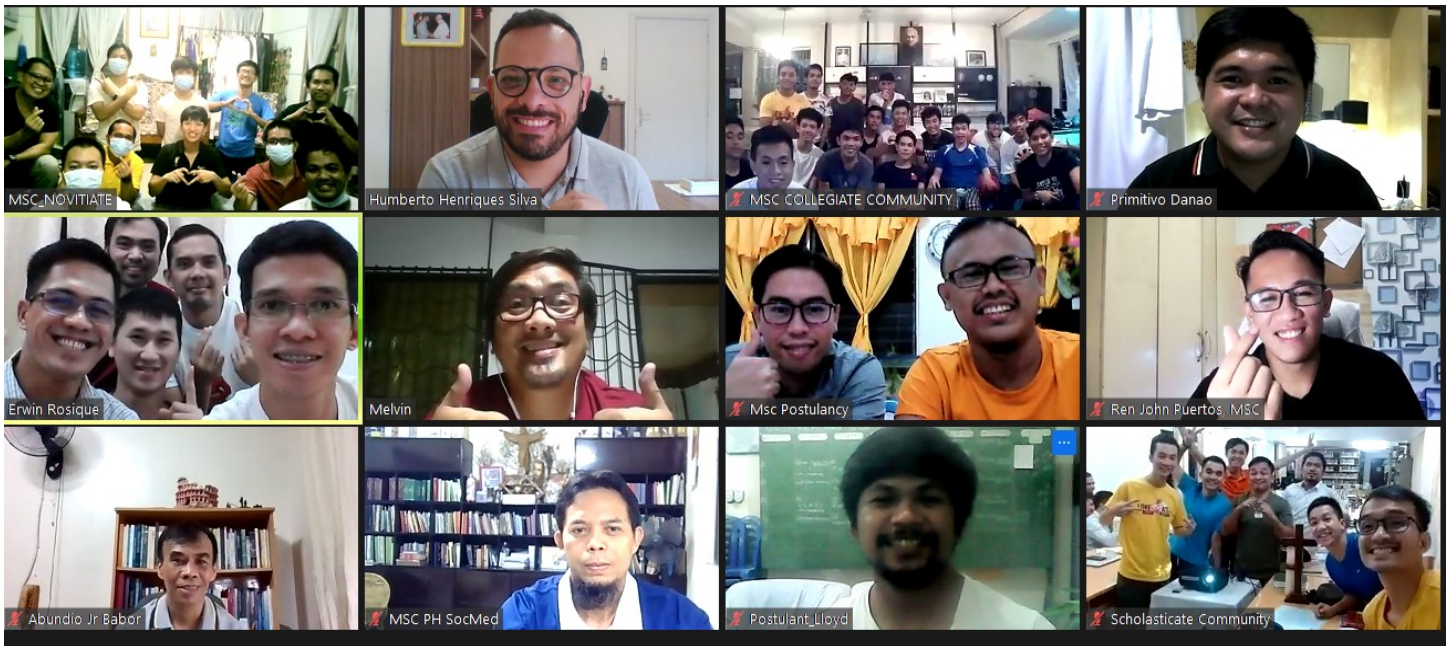 MSC_NOVITIATE
Humberto Henriques Silva
MSC COLLEGIATE COMMUNITY
Primitivo Danao
Erwin Rosique
Melvin
Msc Postulancy
Ren John Puertos, MSC
Abundio Jr Babor
MSC PH SocMed
Postulant_Lloyd
Scholasticate Community